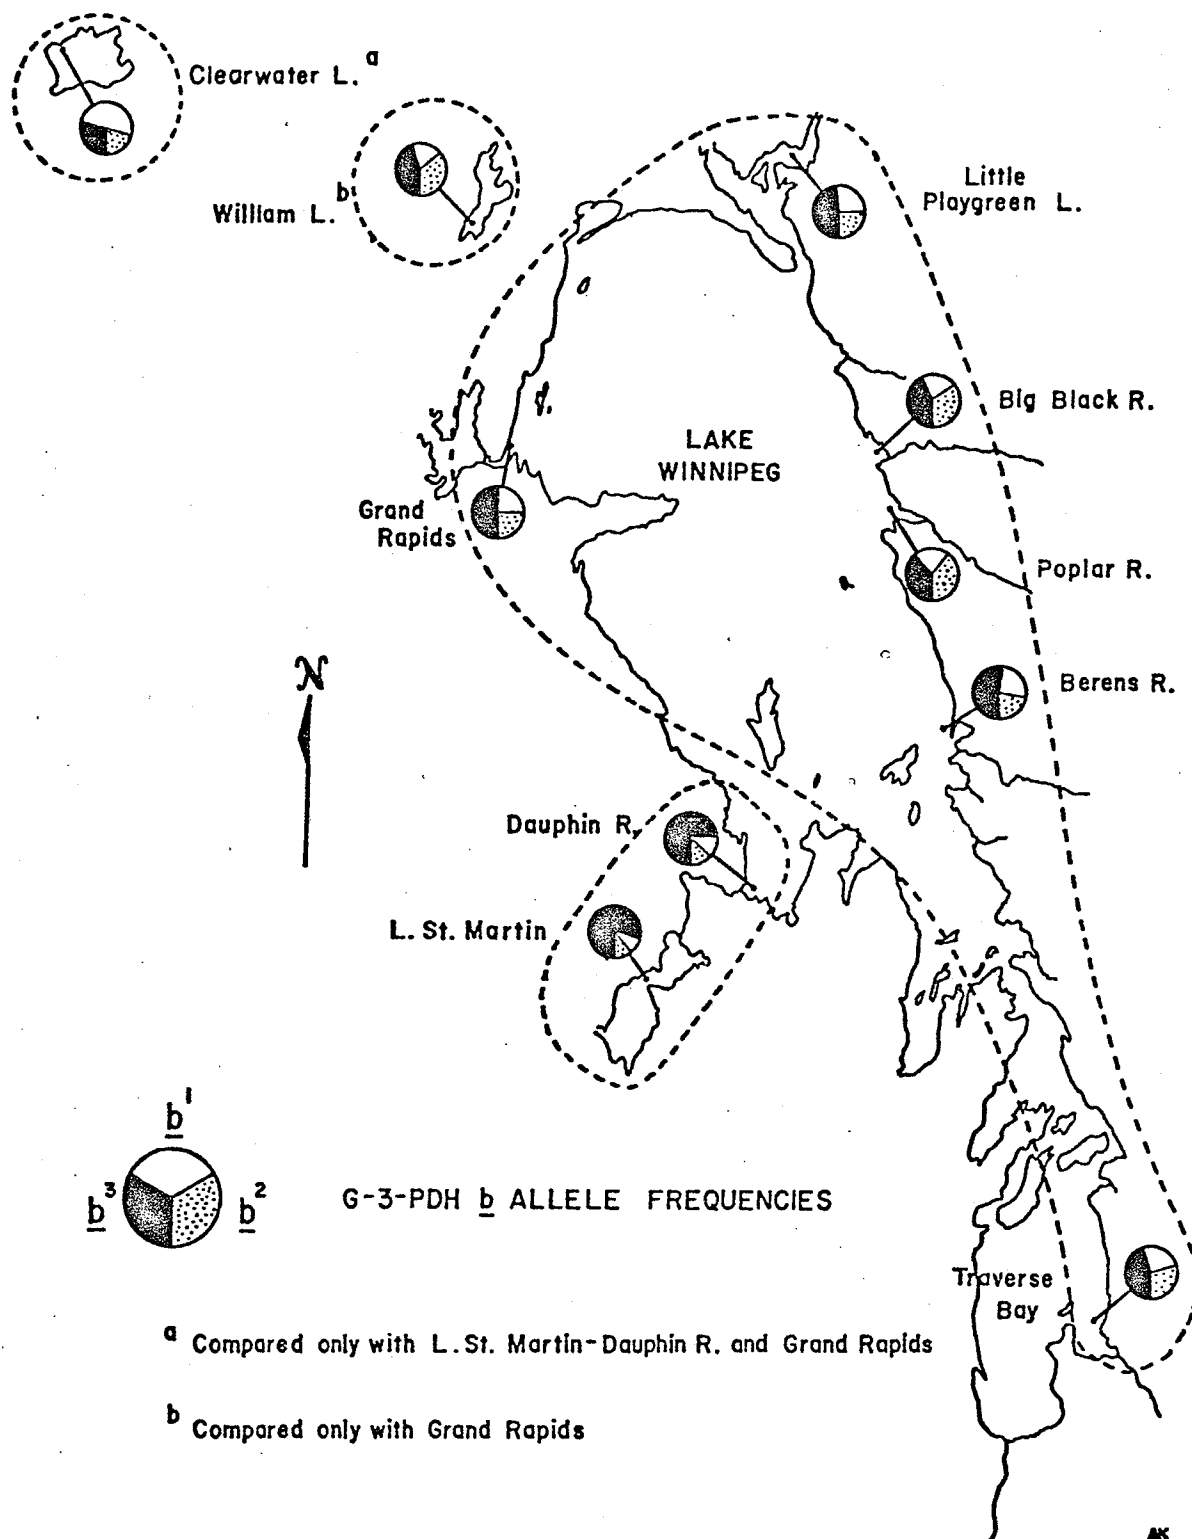 Clearwater L. a
William L. b
Little
Playgreen L.
Big Black R.
LAKE
WINNIPEG
Grand
Rapids
Poplar R.
N
Berens R.
Dauphin R.
L. St. Martin
b1
b3
b2
G-3-PDH b ALLELE FREQUENCIES
Traverse
Bay
a Compared only with L. St. Martin-Dauphin R. and Grand Rapids
b Compared only with Grand Rapids